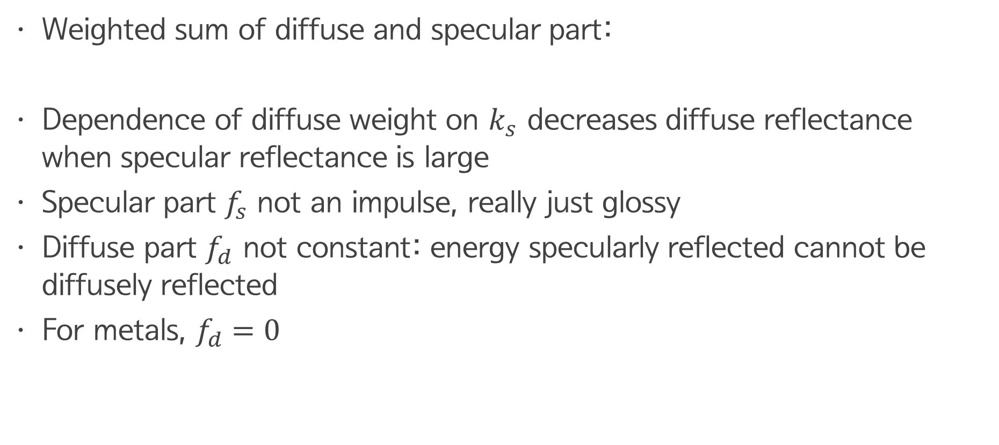 · Weighted sum of diffuse and specular part:
· Dependence of diffuse weight on k_s decreases diffuse reflectance
when specular reflectance is large
· Specular part f_s not an impulse, really just glossy
· Diffuse part f_d not constant: energy specularly reflected cannot be
diffusely reflected
· For metals, f_d = 0